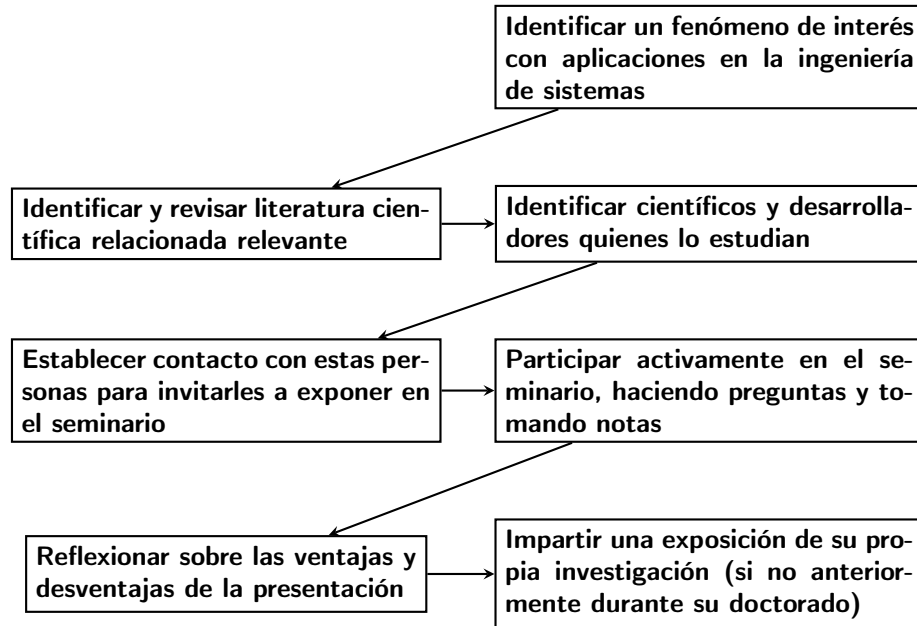 Identificar un fenómeno de interés
con aplicaciones en la ingeniería
de sistemas
Identificar y revisar literatura cien-
tífica relacionada relevante
Identificar científicos y desarrolla-
dores quienes lo estudian
Establecer contacto con estas per-
sonas para invitarles a exponer en
el seminario
Participar activamente en el se-
minario, haciendo preguntas y to-
mando notas
Reflexionar sobre las ventajas y
desventajas de la presentación
Impartir una exposición de su pro-
pia investigación (si no anterior-
mente durante su doctorado)